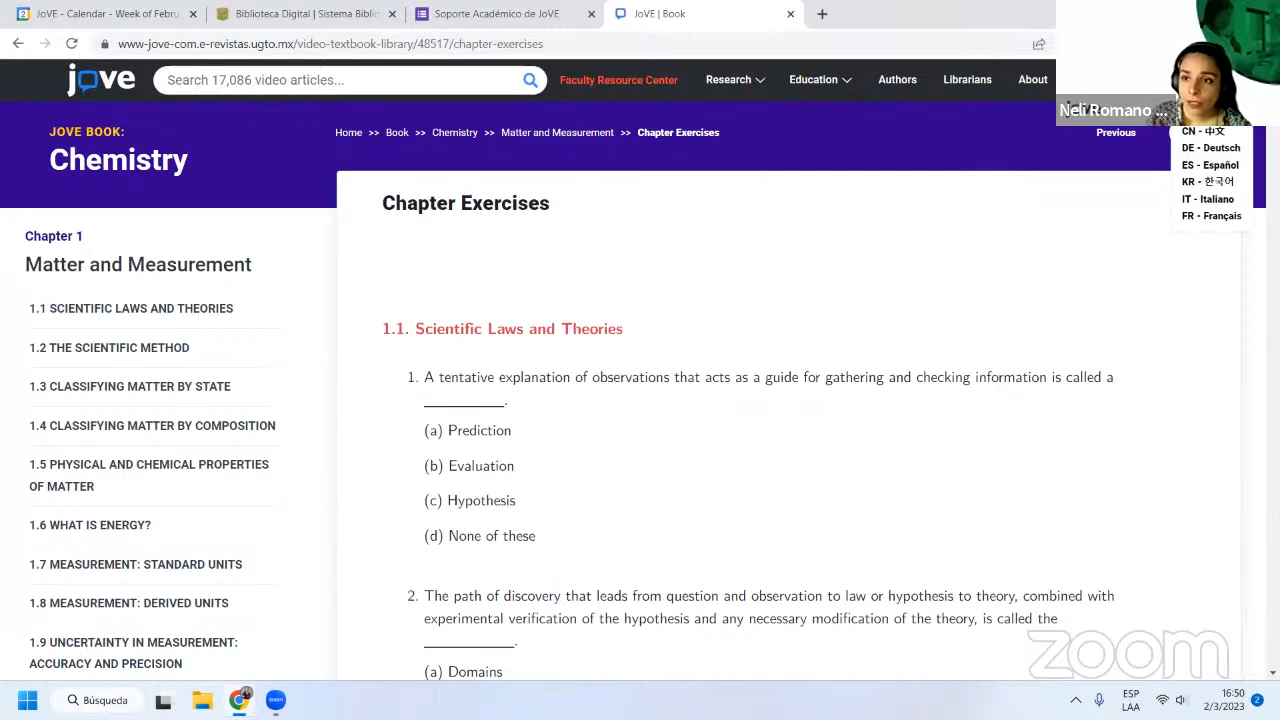 JoVE - Calendar - Week of Febru
Biblioteca Digital | Sistema Biblio
Soporte Académico de JoVE
JoVE | Book
www-jove-com.e-revistas.ugto.mx/video-textbook-library/48517/chapter-exercises
jove
Search 17,086 video articles...
Faculty Resource Center
Research
Education
Authors
Librarians
About
Neli Romano ...
JOVE BOOK:
Chemistry
Home >> Book >> Chemistry >> Matter and Measurement >> Chapter Exercises
Previous
CN - 中文
DE - Deutsch
ES - Español
KR - 한국어
IT - Italiano
FR - Français
Chapter 1
Matter and Measurement
1.1 SCIENTIFIC LAWS AND THEORIES
1.2 THE SCIENTIFIC METHOD
1.3 CLASSIFYING MATTER BY STATE
1.4 CLASSIFYING MATTER BY COMPOSITION
1.5 PHYSICAL AND CHEMICAL PROPERTIES
OF MATTER
1.6 WHAT IS ENERGY?
1.7 MEASUREMENT: STANDARD UNITS
1.8 MEASUREMENT: DERIVED UNITS
1.9 UNCERTAINTY IN MEASUREMENT:
ACCURACY AND PRECISION
Chapter Exercises
1.1. Scientific Laws and Theories
1. A tentative explanation of observations that acts as a guide for gathering and checking information is called a
__________.
(a) Prediction
(b) Evaluation
(c) Hypothesis
(d) None of these
2. The path of discovery that leads from question and observation to law or hypothesis to theory, combined with
experimental verification of the hypothesis and any necessary modification of the theory, is called the
___________.
(a) Domains
zoom
Búsqueda
zoom
ESP
LAA
16:50
2/3/2023
2